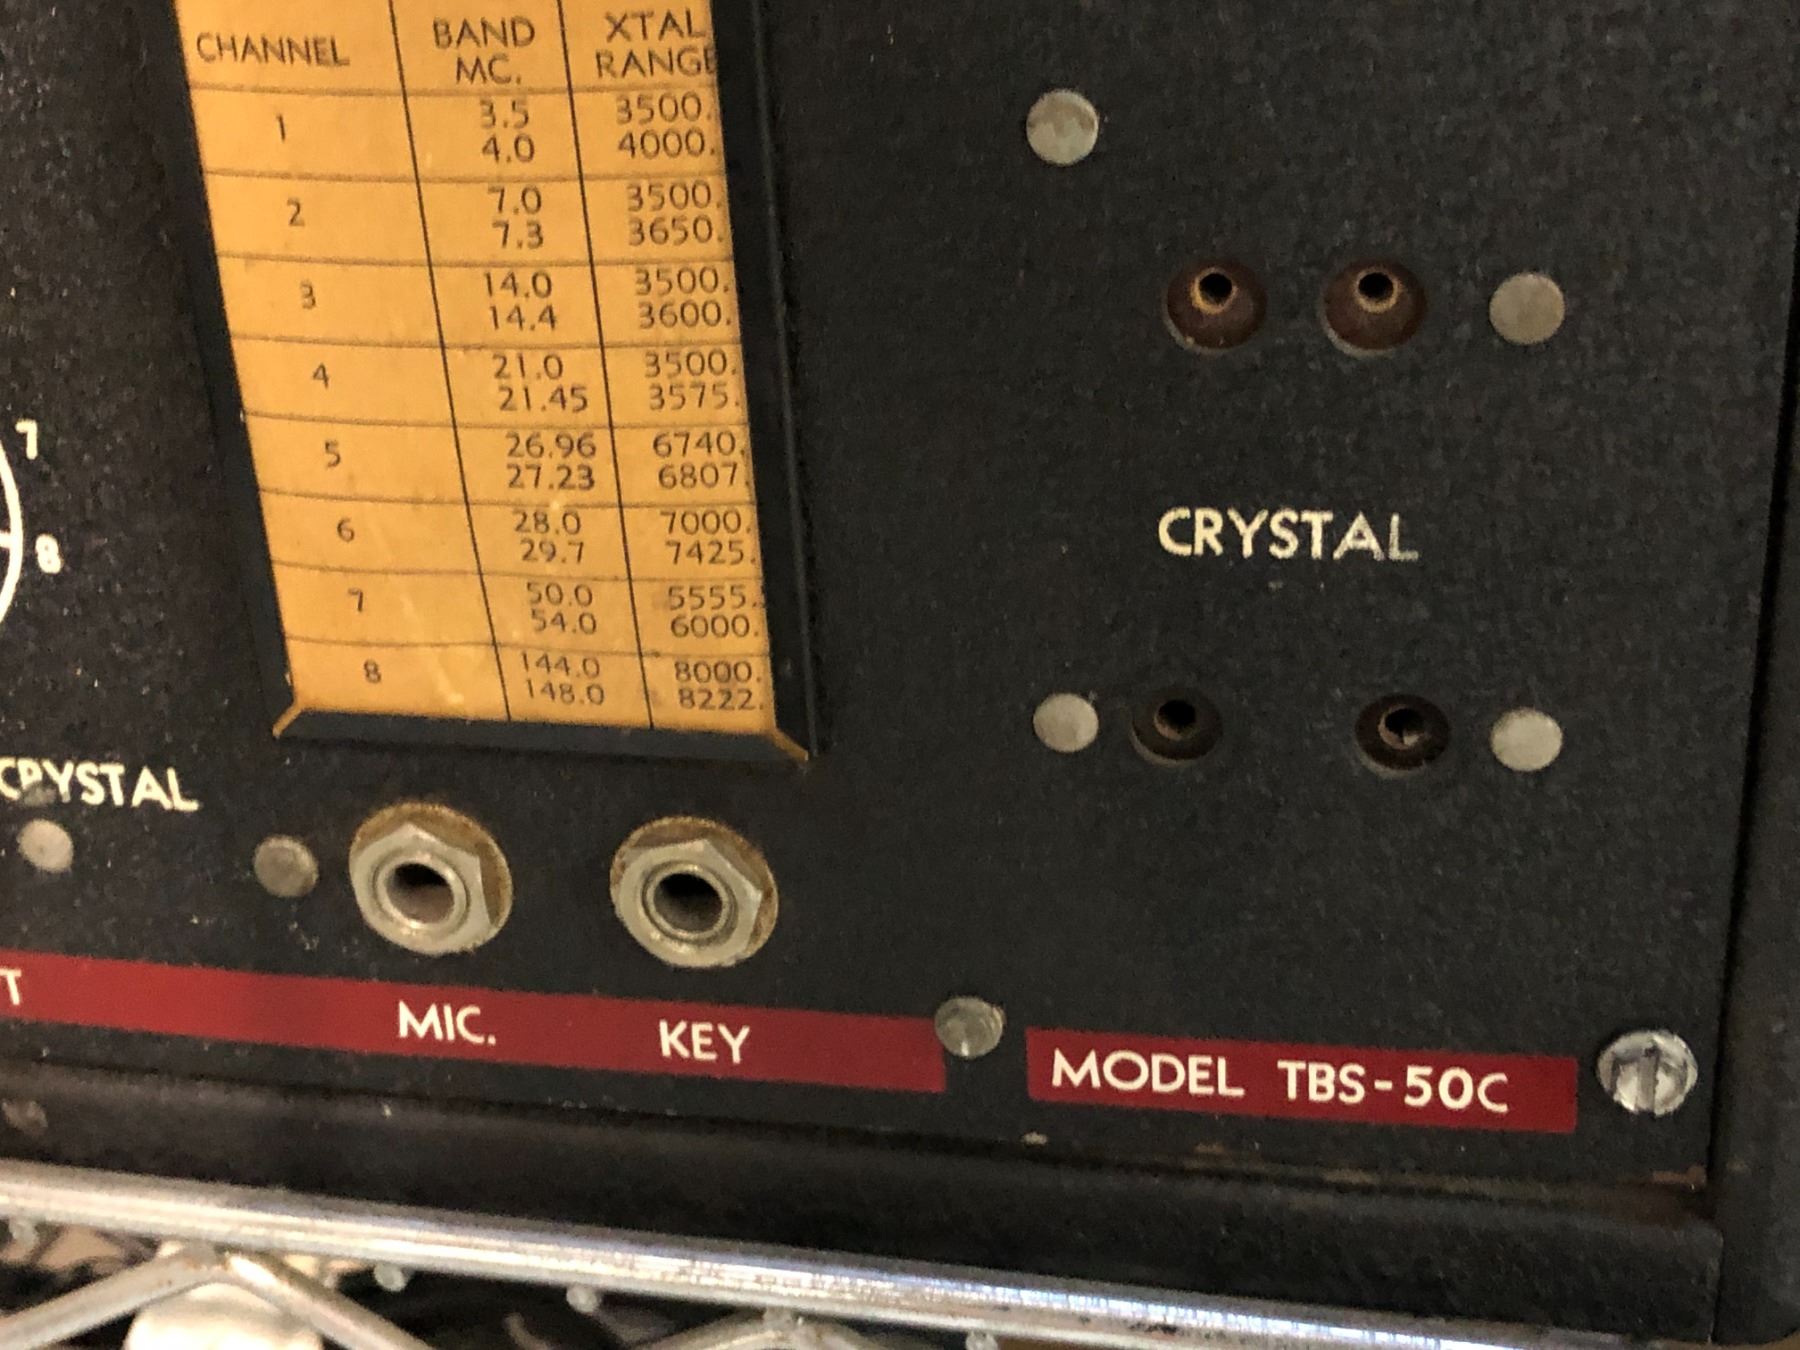 CHANNEL BAND MC. XTAL RANGE
1 3.5 3500.
4.0 4000.
2 7.0 3500.
7.3 3650.
3 14.0 3500.
14.4 3600.
4 21.0 3500.
21.45 3575.
5 26.96 6740.
27.23 6807.
6 28.0 7000.
29.7 7425.
7 50.0 5555.
54.0 6000.
8 144.0 8000.
148.0 8222.
7
8
CRYSTAL
CRYSTAL
T
MIC.
KEY
MODEL TBS-50C